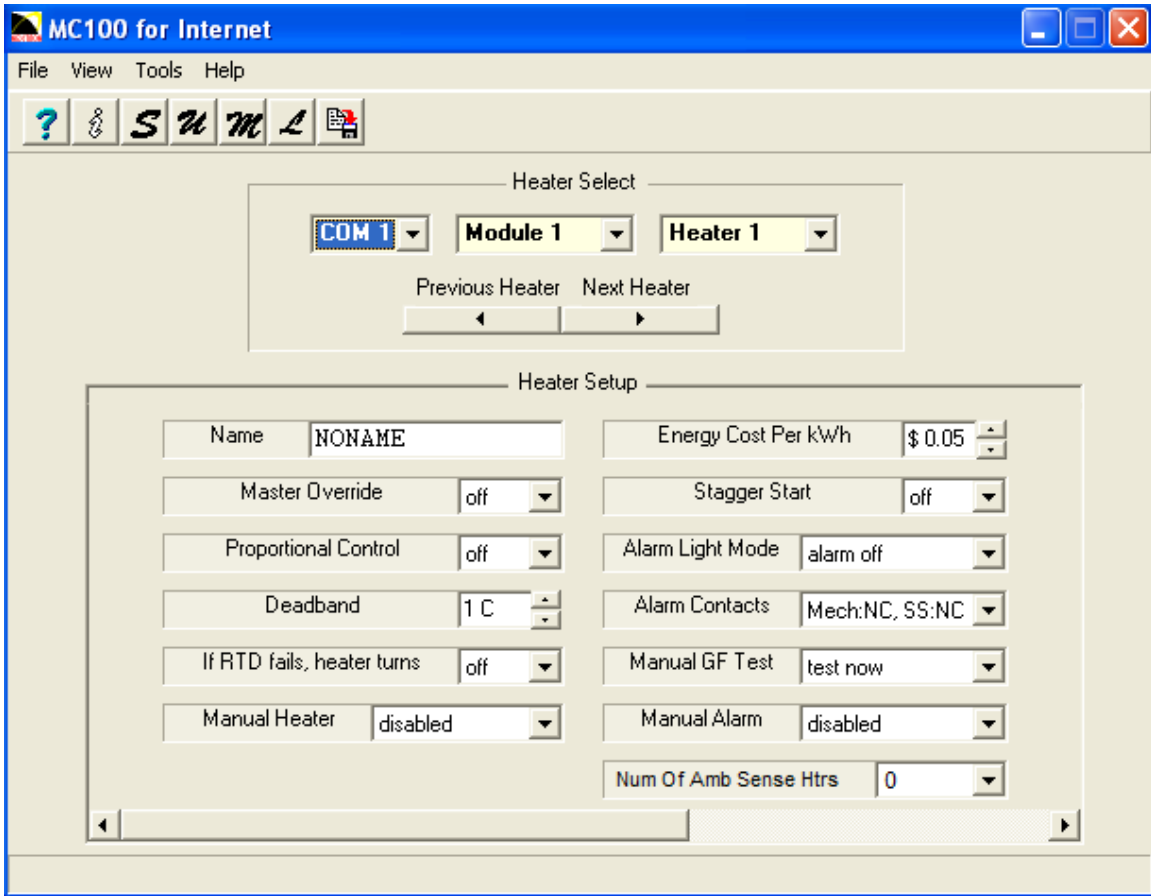 MC100 for Internet
File View Tools Help
? i S U M L
Heater Select
COM 1 Module 1 Heater 1
Previous Heater Next Heater
Heater Setup
Name NONAME
Energy Cost Per kWh $ 0.05
Master Override off
Stagger Start off
Proportional Control off
Alarm Light Mode alarm off
Deadband 1 C
Alarm Contacts Mech:NC, SS:NC
If RTD fails, heater turns off
Manual GF Test test now
Manual Heater disabled
Manual Alarm disabled
Num Of Amb Sense Htrs 0